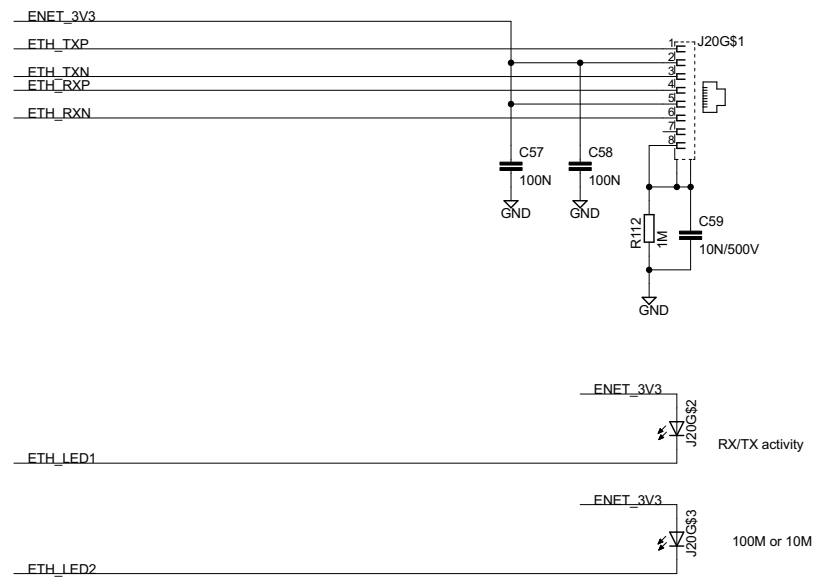 ENET_3V3
ETH_TXP
ETH_TXN
ETH_RXP
ETH_RXN
1
2
3
4
5
6
7
8
J20G$1
C57
100N
GND
C58
100N
GND
R112
1M
C59
10N/500V
GND
ENET_3V3
J20G$2
RX/TX activity
ETH_LED1
ENET_3V3
J20G$3
100M or 10M
ETH_LED2